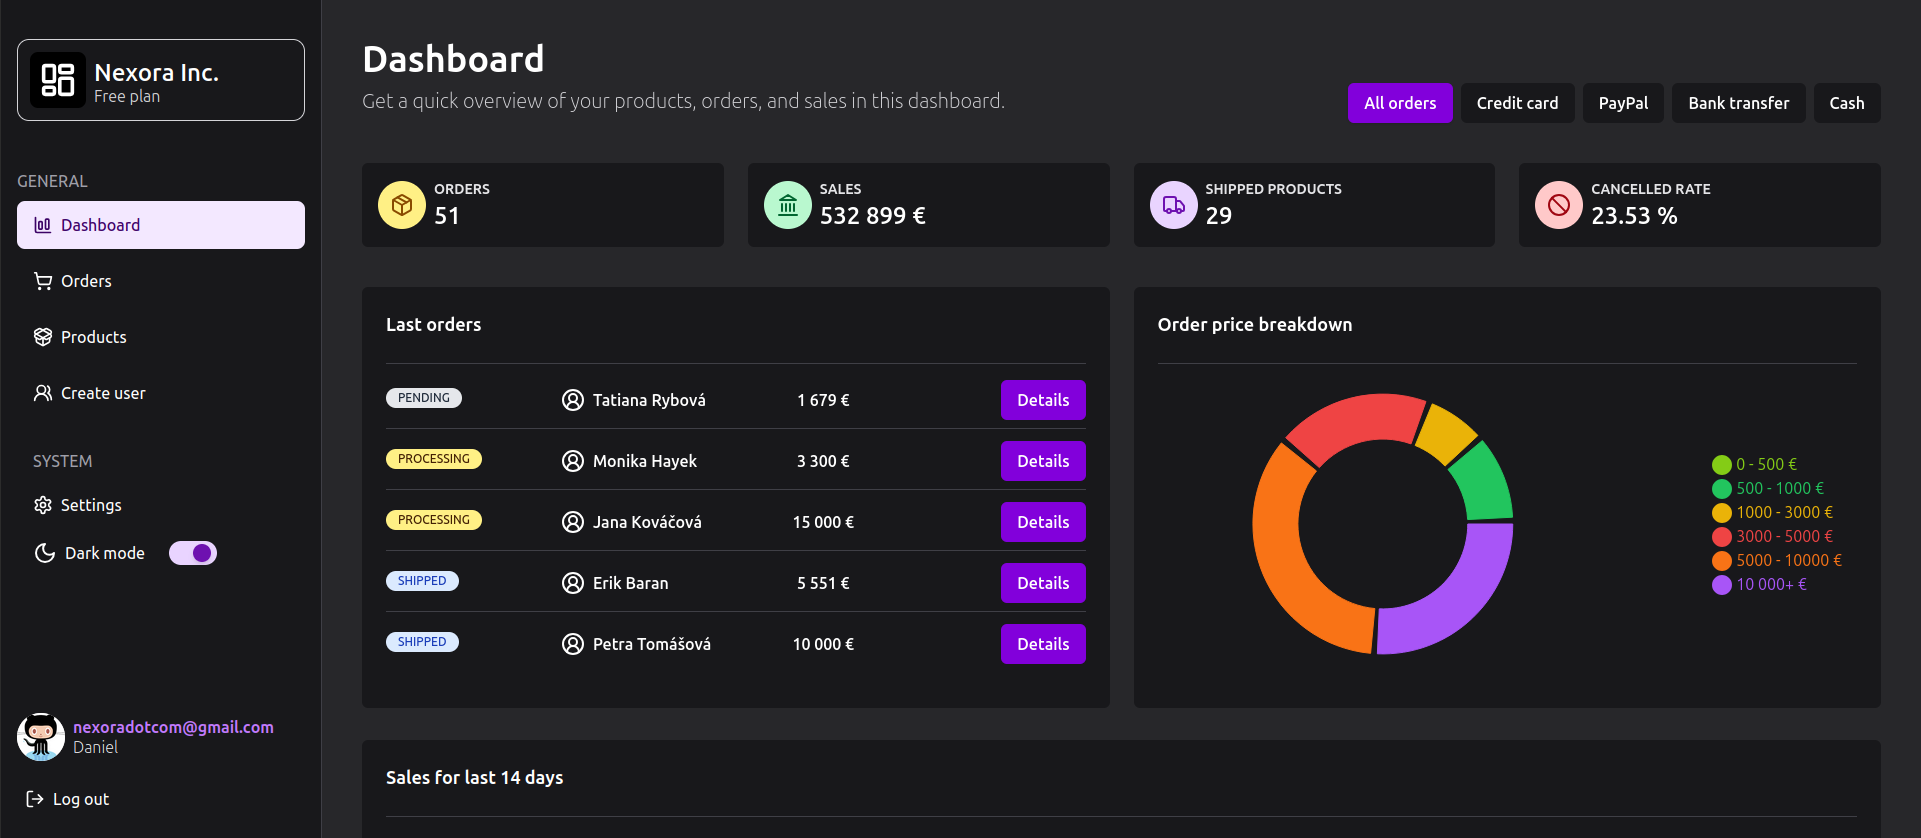 Nexora Inc.
Free plan
GENERAL
Dashboard
Orders
Products
Create user
SYSTEM
Settings
Dark mode
nexoradotcom@gmail.com
Daniel
Log out
Dashboard
Get a quick overview of your products, orders, and sales in this dashboard.
All orders
Credit card
PayPal
Bank transfer
Cash
ORDERS
51
SALES
532 899 €
SHIPPED PRODUCTS
29
CANCELLED RATE
23.53 %
Last orders
PENDING Tatiana Rybová 1 679 € Details
PROCESSING Monika Hayek 3 300 € Details
PROCESSING Jana Kováčová 15 000 € Details
SHIPPED Erik Baran 5 551 € Details
SHIPPED Petra Tomášová 10 000 € Details
Order price breakdown
0 - 500 €
500 - 1000 €
1000 - 3000 €
3000 - 5000 €
5000 - 10000 €
10 000+ €
Sales for last 14 days